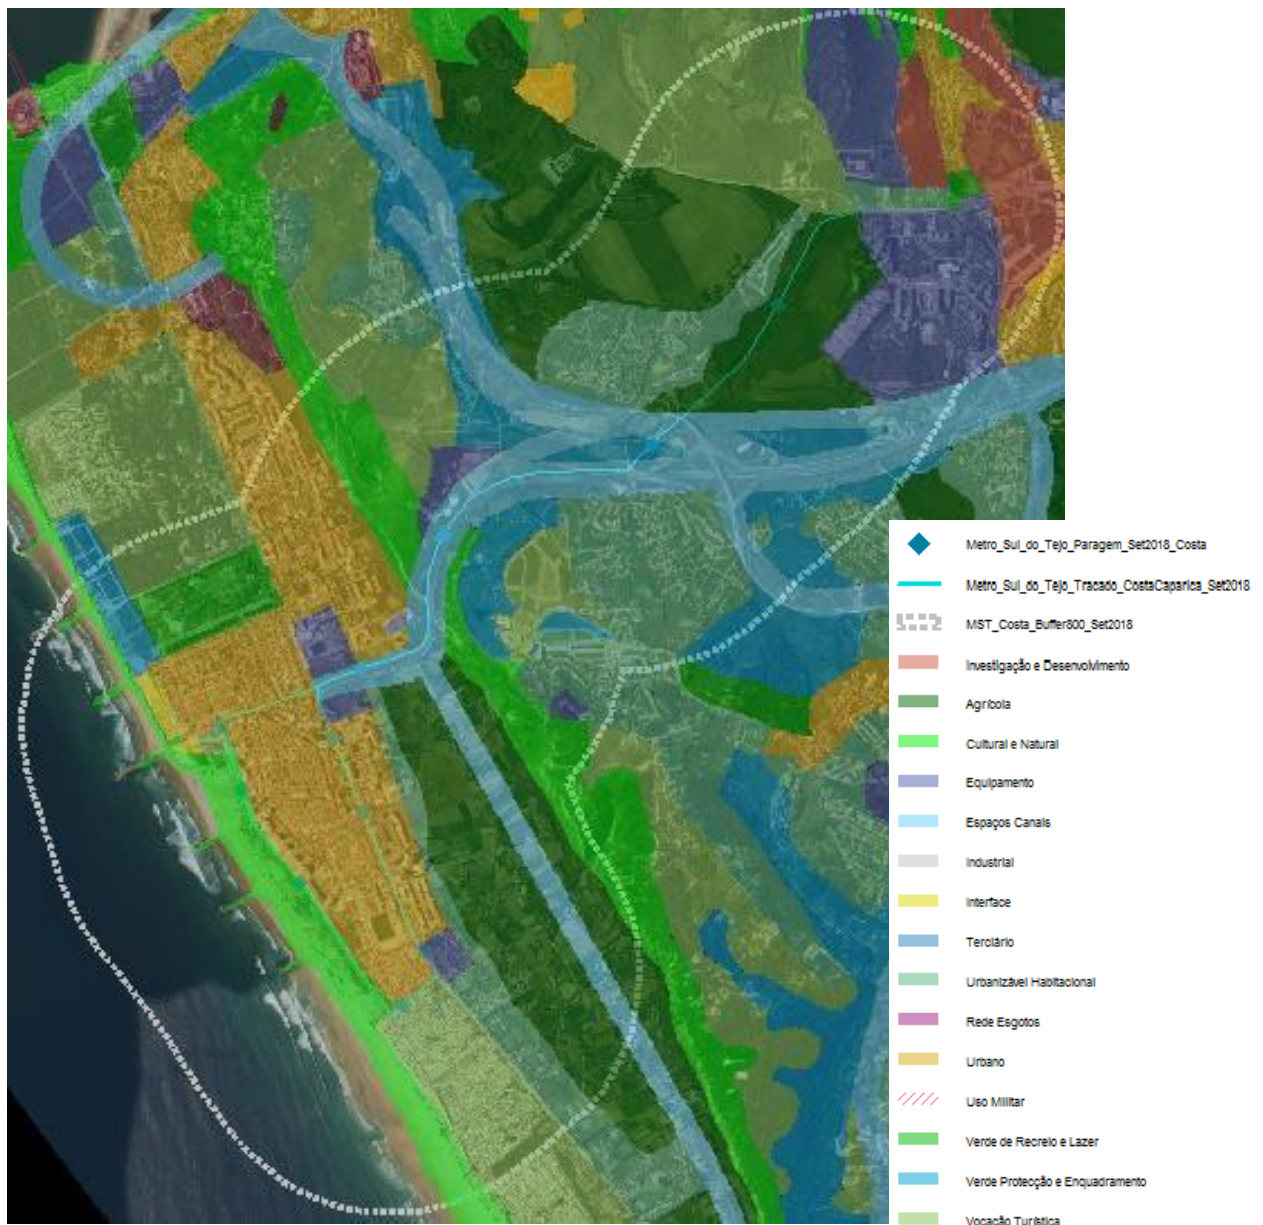 Metro_Sul_do_Tejo_Paragem_Set2018_Costa
Metro_Sul_do_Tejo_Tracado_CostaCaparica_Set2018
MST_Costa_Buffer800_Set2018
Investigação e Desenvolvimento
Agrícola
Cultural e Natural
Equipamento
Espaços Canais
Industrial
Interface
Terciário
Urbanizável Habitacional
Rede Esgotos
Urbano
Uso Militar
Verde de Recreio e Lazer
Verde Protecção e Enquadramento
Vocação Turística